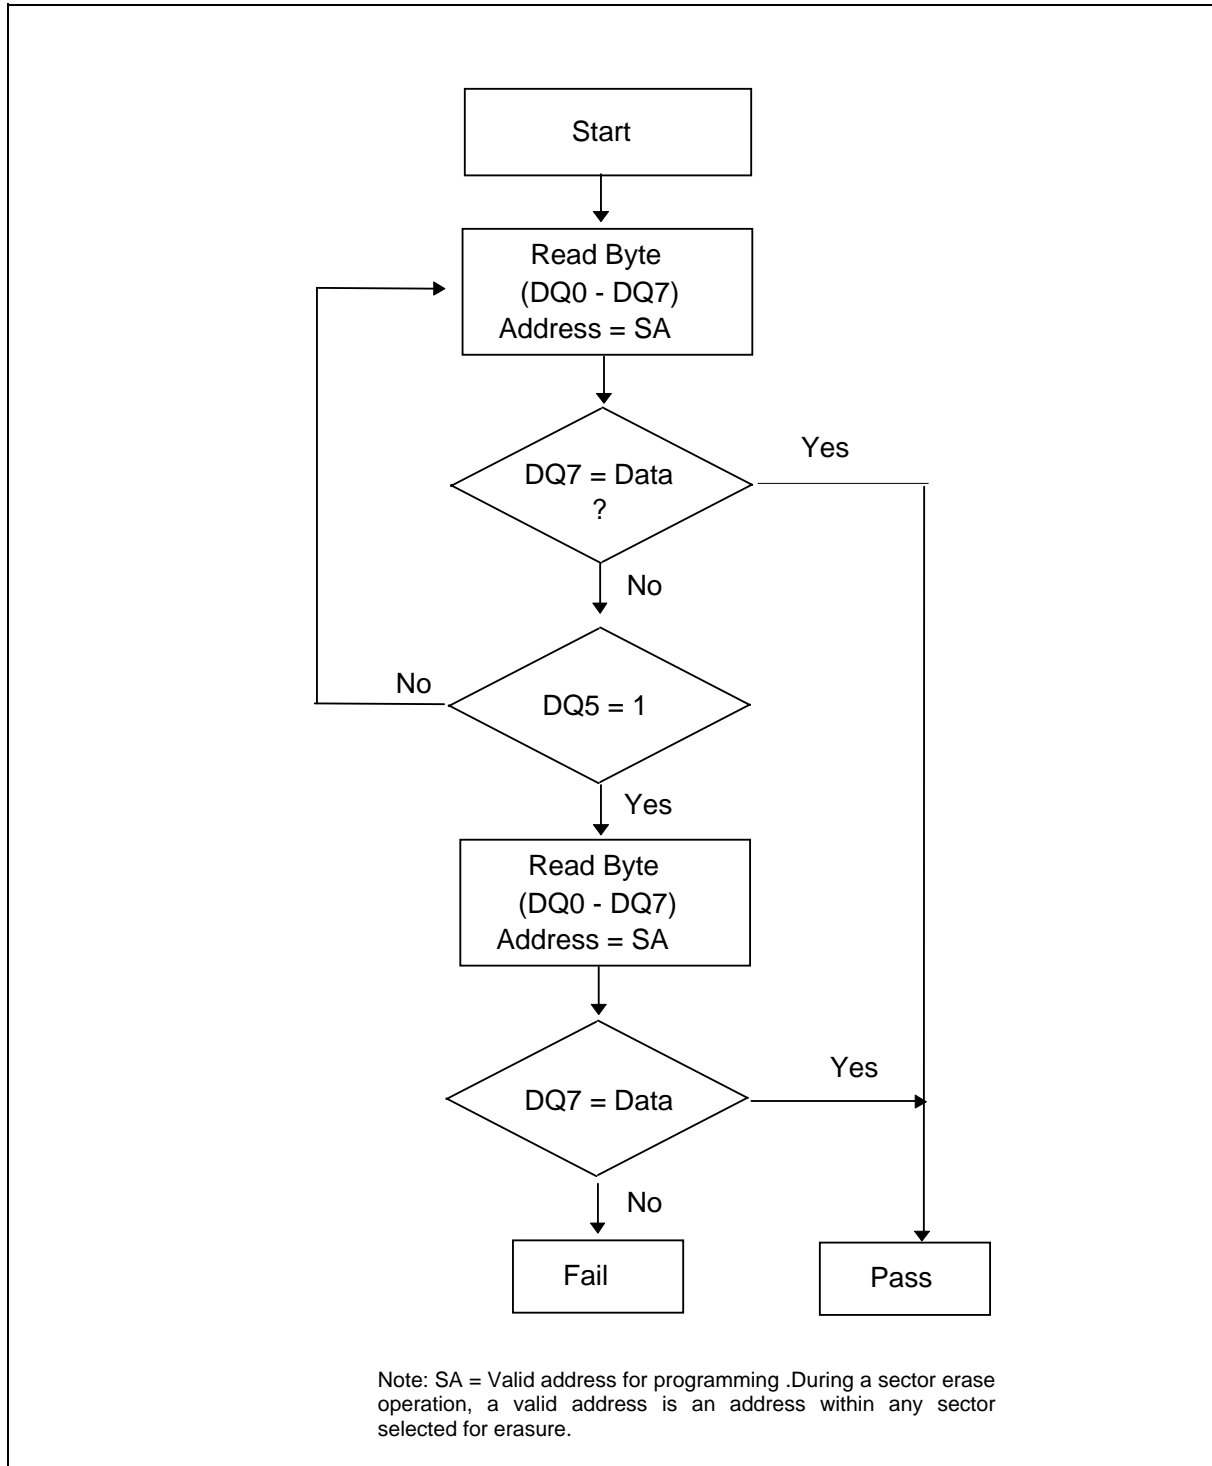 Start
Read Byte
(DQ0 - DQ7)
Address = SA
Yes
DQ7 = Data
?
No
No
DQ5 = 1
Yes
Read Byte
(DQ0 - DQ7)
Address = SA
Yes
DQ7 = Data
No
Fail
Pass
Note: SA = Valid address for programming .During a sector erase
operation, a valid address is an address within any sector
selected for erasure.